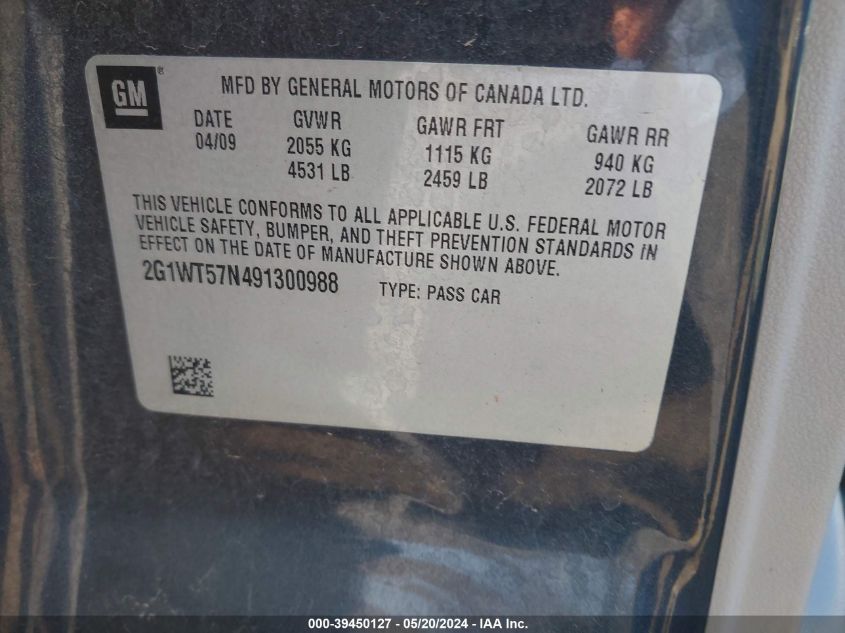 GM®
MFD BY GENERAL MOTORS OF CANADA LTD.
DATE GVWR GAWR FRT GAWR RR
04/09 2055 KG 1115 KG 940 KG
4531 LB 2459 LB 2072 LB
THIS VEHICLE CONFORMS TO ALL APPLICABLE U.S. FEDERAL MOTOR
VEHICLE SAFETY, BUMPER, AND THEFT PREVENTION STANDARDS IN
EFFECT ON THE DATE OF MANUFACTURE SHOWN ABOVE.
2G1WT57N491300988 TYPE: PASS CAR
000-39450127 - 05/20/2024 - IAA Inc.